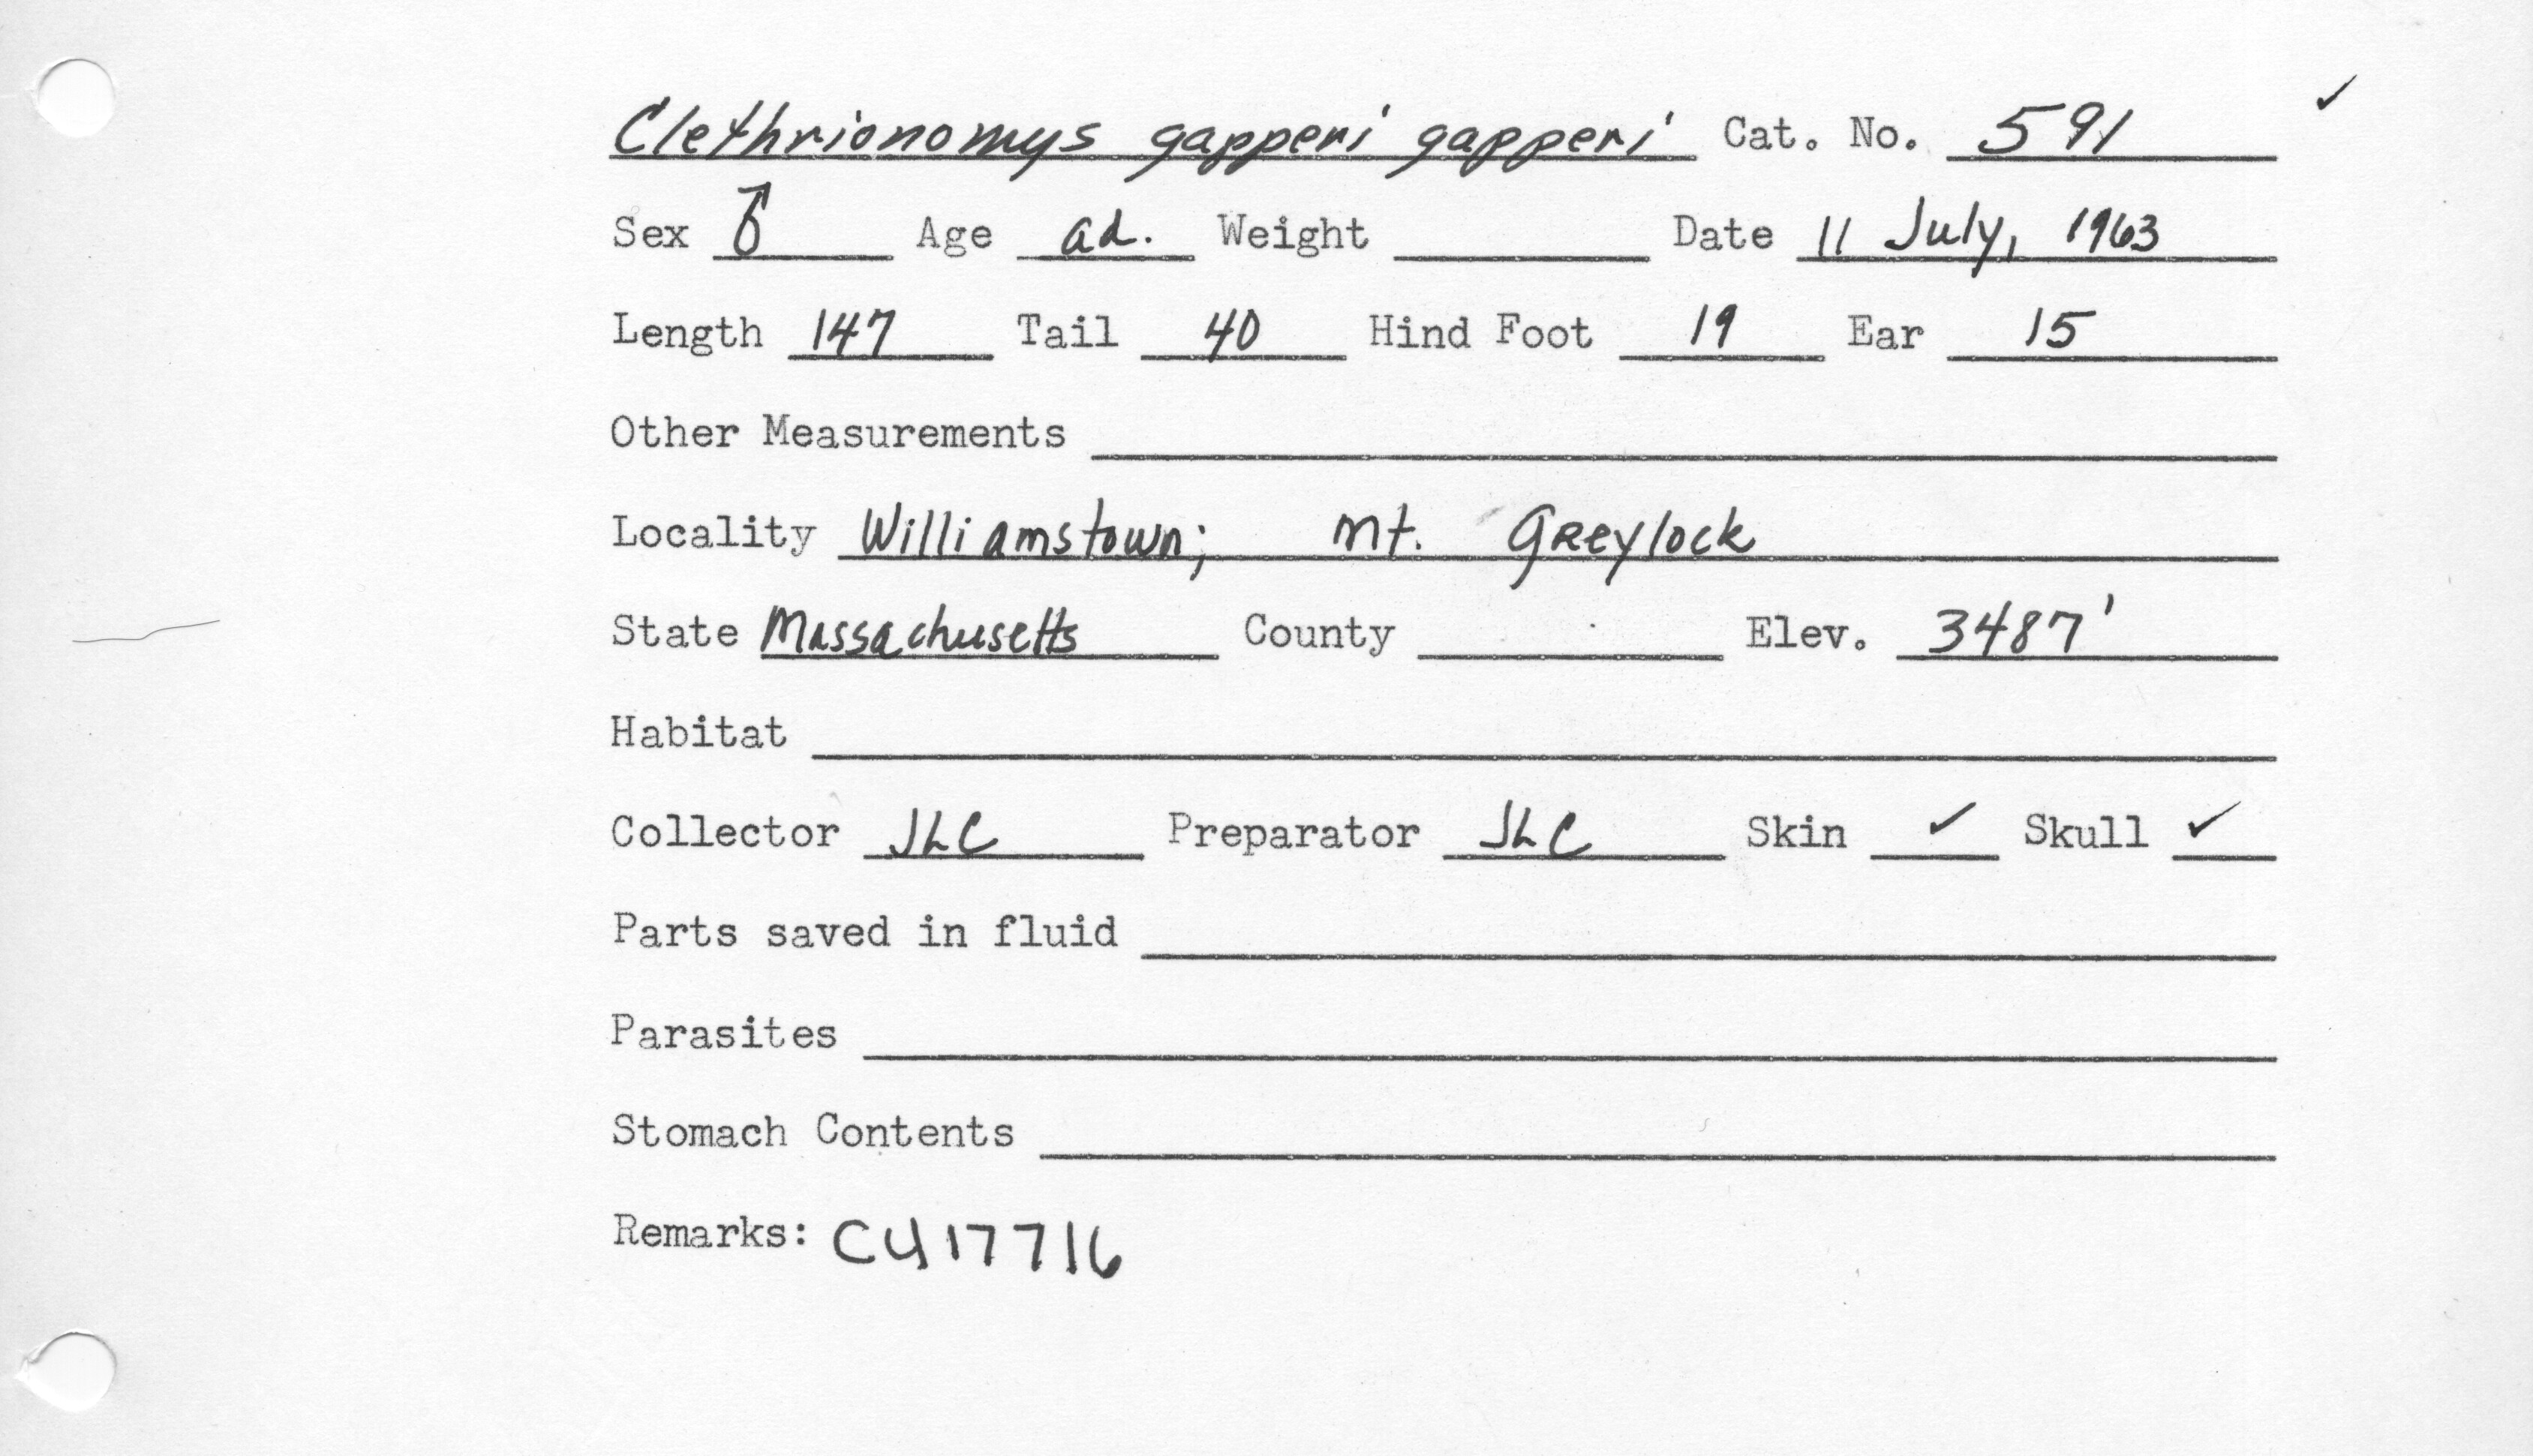 Clethrionomys gapperi gapperi Cat. No. 591 ✓
Sex ♂ Age ad. Weight Date 11 July, 1963
Length 147 Tail 40 Hind Foot 19 Ear 15
Other Measurements
Locality Williamstown; Mt. Greylock
State Massachusetts County Elev. 3487'
Habitat
Collector JLC Preparator JLC Skin ✓ Skull ✓
Parts saved in fluid
Parasites
Stomach Contents
Remarks: CU17716